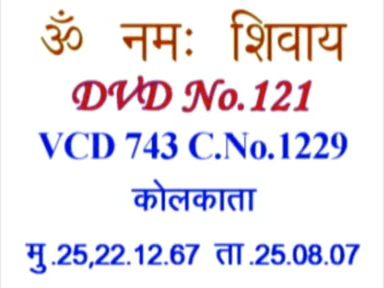 ॐ नमः शिवाय
DVD No.121
VCD 743 C.No.1229
कोलकाता
मु.25,22.12.67 ता.25.08.07